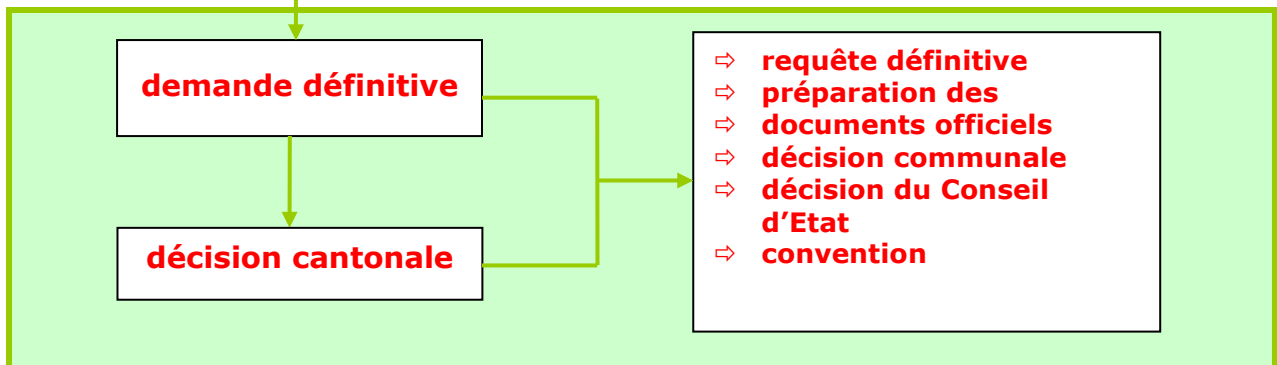 demande définitive
décision cantonale
⇨ requête définitive
⇨ préparation des
⇨ documents officiels
⇨ décision communale
⇨ décision du Conseil
d’Etat
⇨ convention